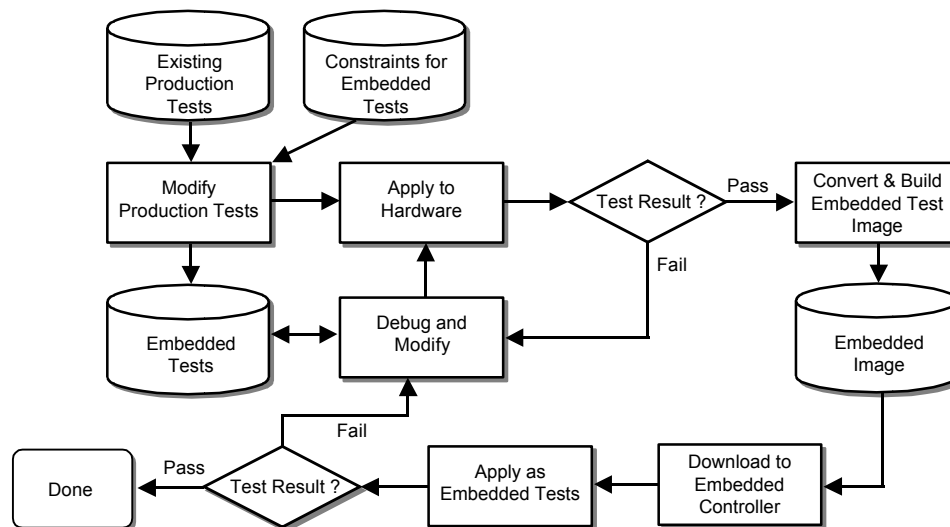 Existing
Production
Tests
Constraints for
Embedded
Tests
Modify
Production Tests
Apply to
Hardware
Test Result ?
Pass
Convert & Build
Embedded Test
Image
Fail
Embedded
Tests
Debug and
Modify
Embedded
Image
Fail
Done
Pass
Test Result ?
Apply as
Embedded Tests
Download to
Embedded
Controller